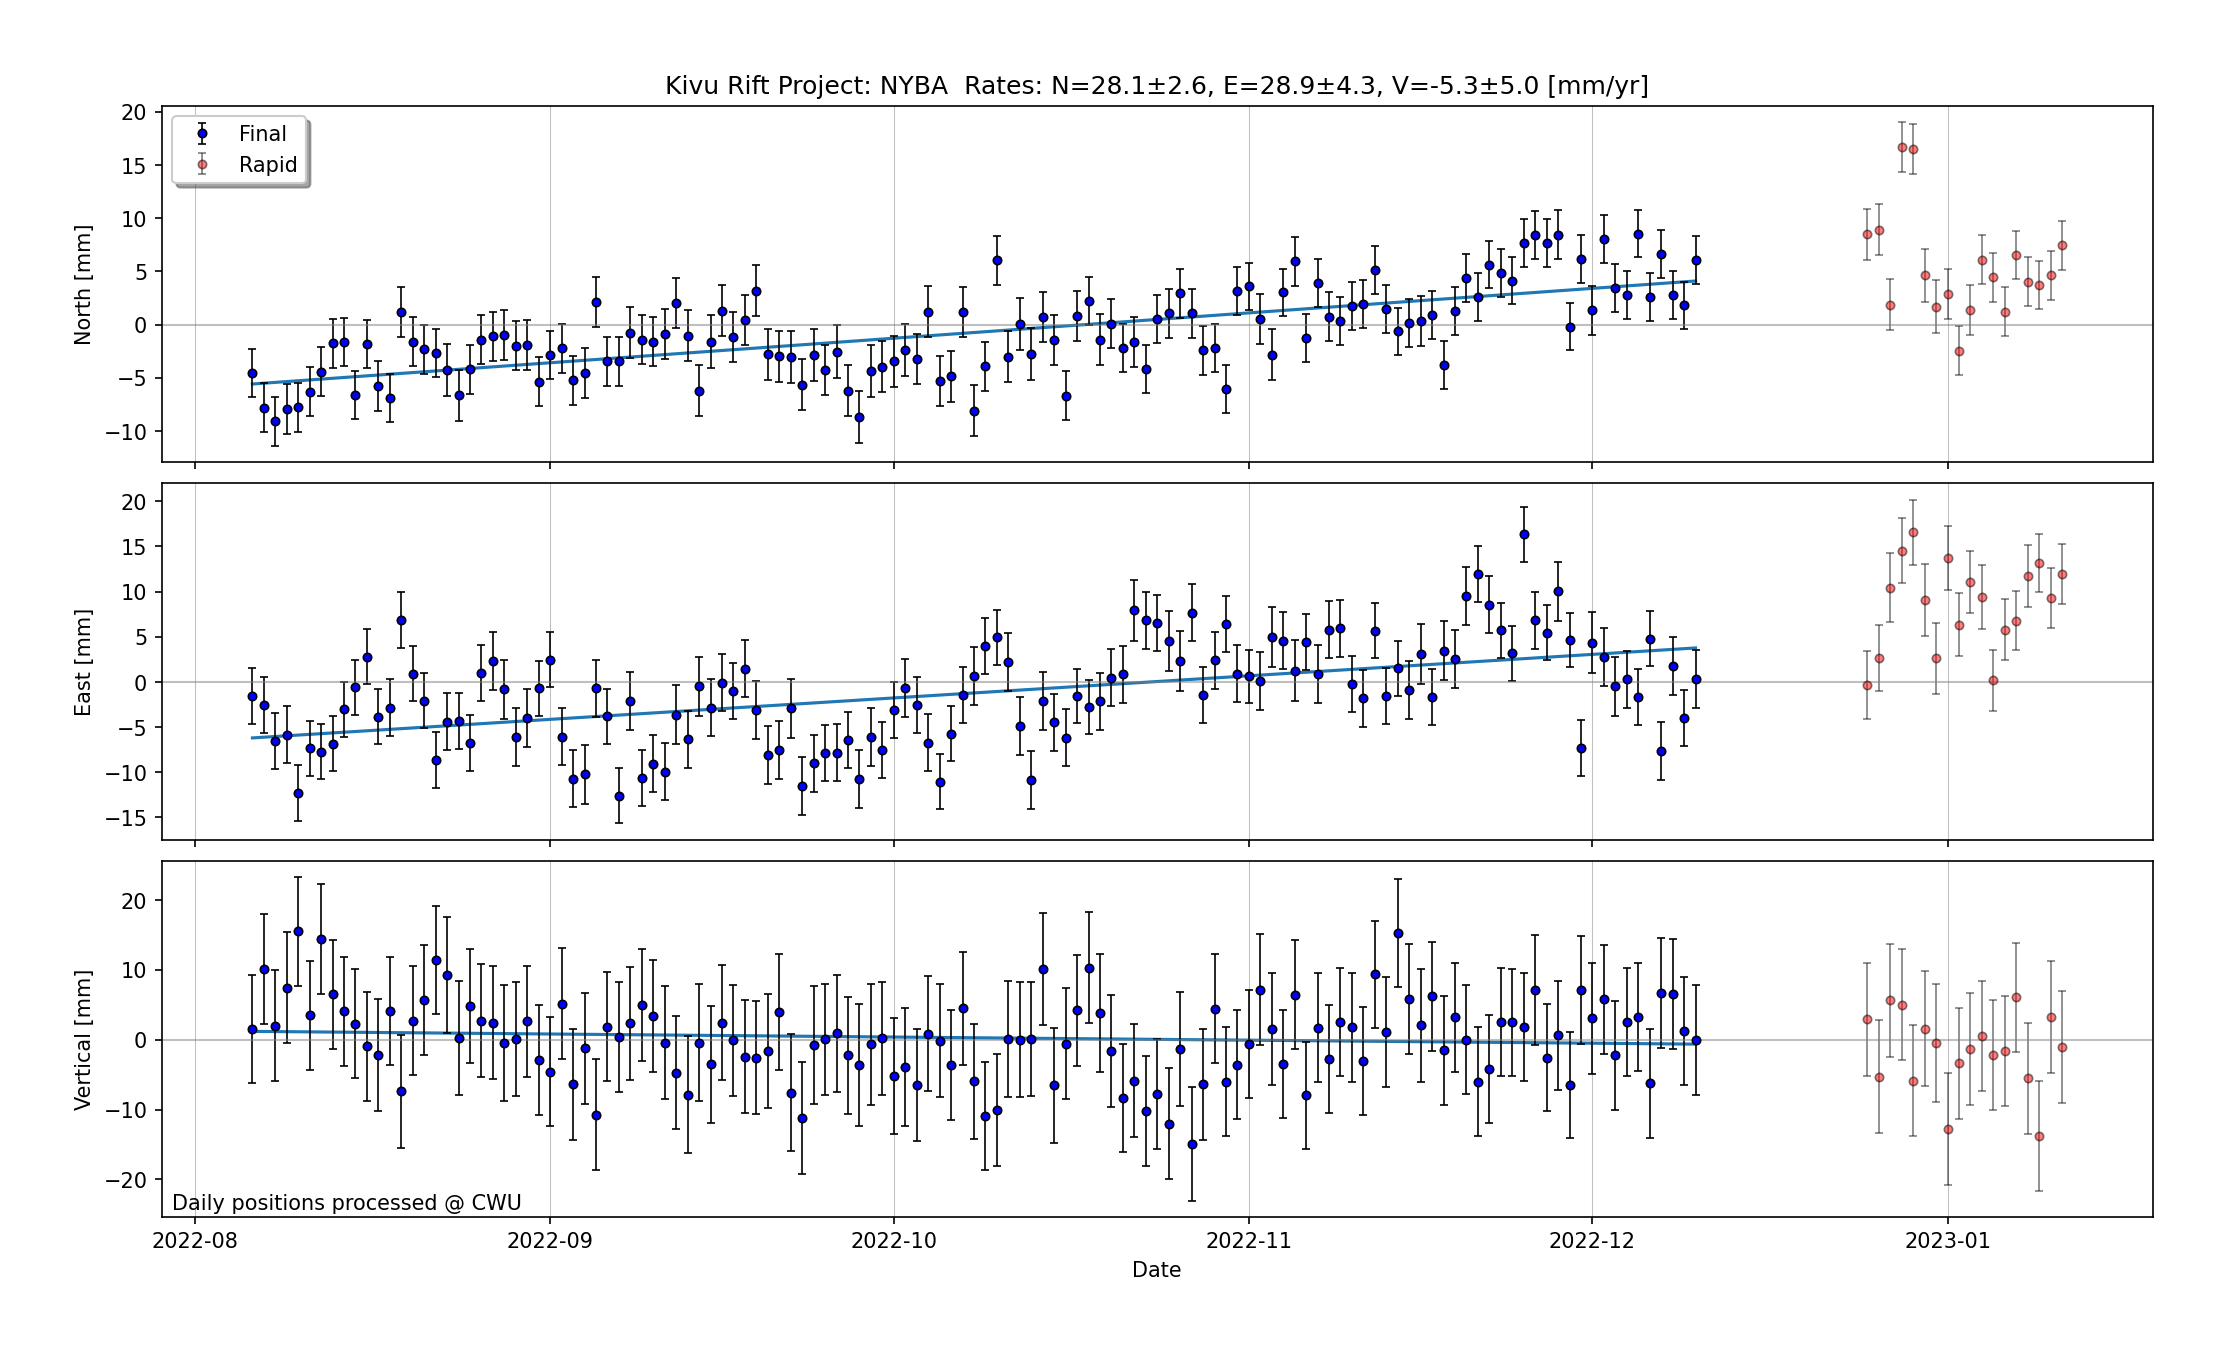 Kivu Rift Project: NYBA  Rates: N=28.1±2.6, E=28.9±4.3, V=-5.3±5.0 [mm/yr]
Final
Rapid
North [mm]
20
15
10
5
0
−5
−10
East [mm]
20
15
10
5
0
−5
−10
−15
Vertical [mm]
20
10
0
−10
−20
Daily positions processed @ CWU
2022-08 2022-09 2022-10 2022-11 2022-12 2023-01
Date